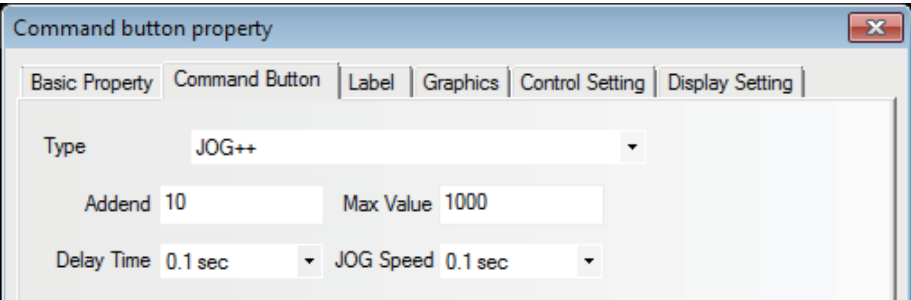 Command button property
Basic Property Command Button Label Graphics Control Setting Display Setting
Type JOG++
Addend 10 Max Value 1000
Delay Time 0.1 sec JOG Speed 0.1 sec